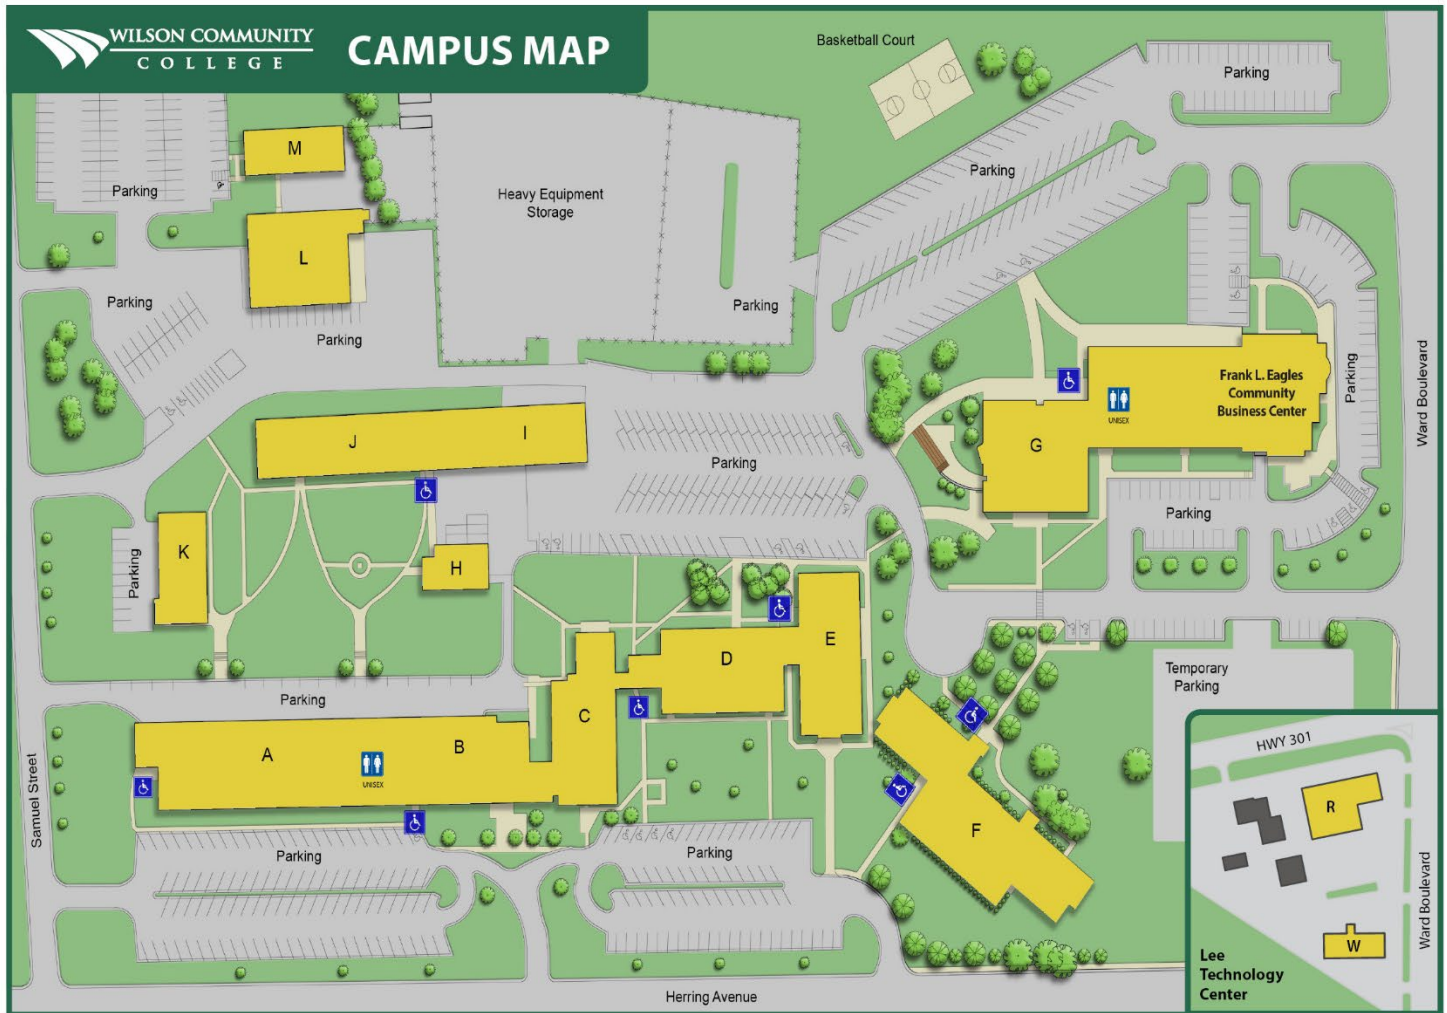 WILSON COMMUNITY
COLLEGE
CAMPUS MAP
Basketball Court
Parking
M
Parking
Heavy Equipment
Storage
Parking
L
Parking
Parking
Parking
Frank L. Eagles
Community
Business Center
Parking
Ward Boulevard
UNISEX
J
I
G
Parking
Parking
K
Parking
H
E
D
Temporary
Parking
Parking
C
A
B
UNISEX
Samuel Street
F
Parking
Parking
Herring Avenue
HWY 301
R
W
Ward Boulevard
Lee
Technology
Center